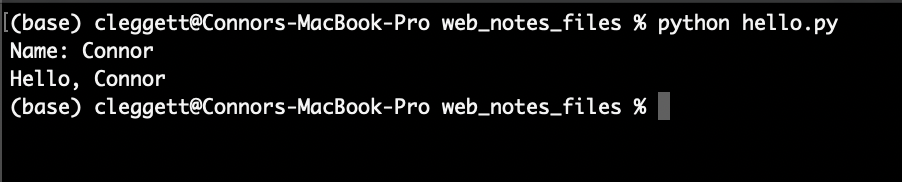 (base) cleggett@Connors-MacBook-Pro web_notes_files % python hello.py
Name: Connor
Hello, Connor
(base) cleggett@Connors-MacBook-Pro web_notes_files %